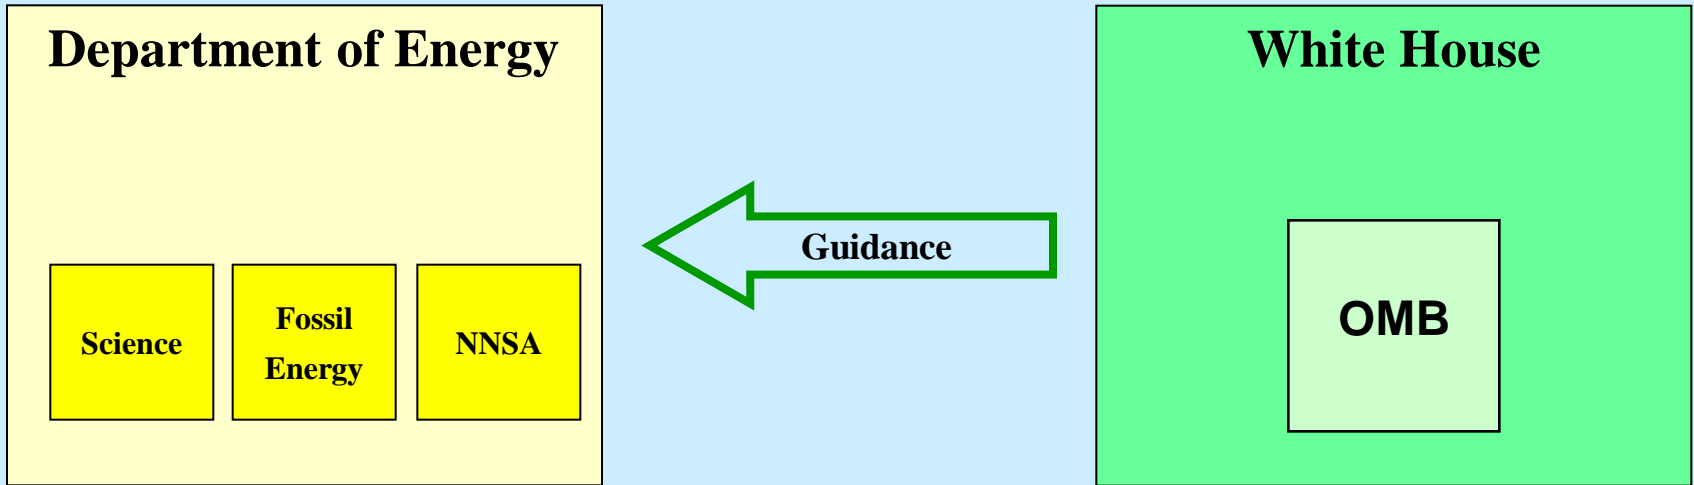 Department of Energy
White House
Guidance
Science
Fossil
Energy
NNSA
OMB